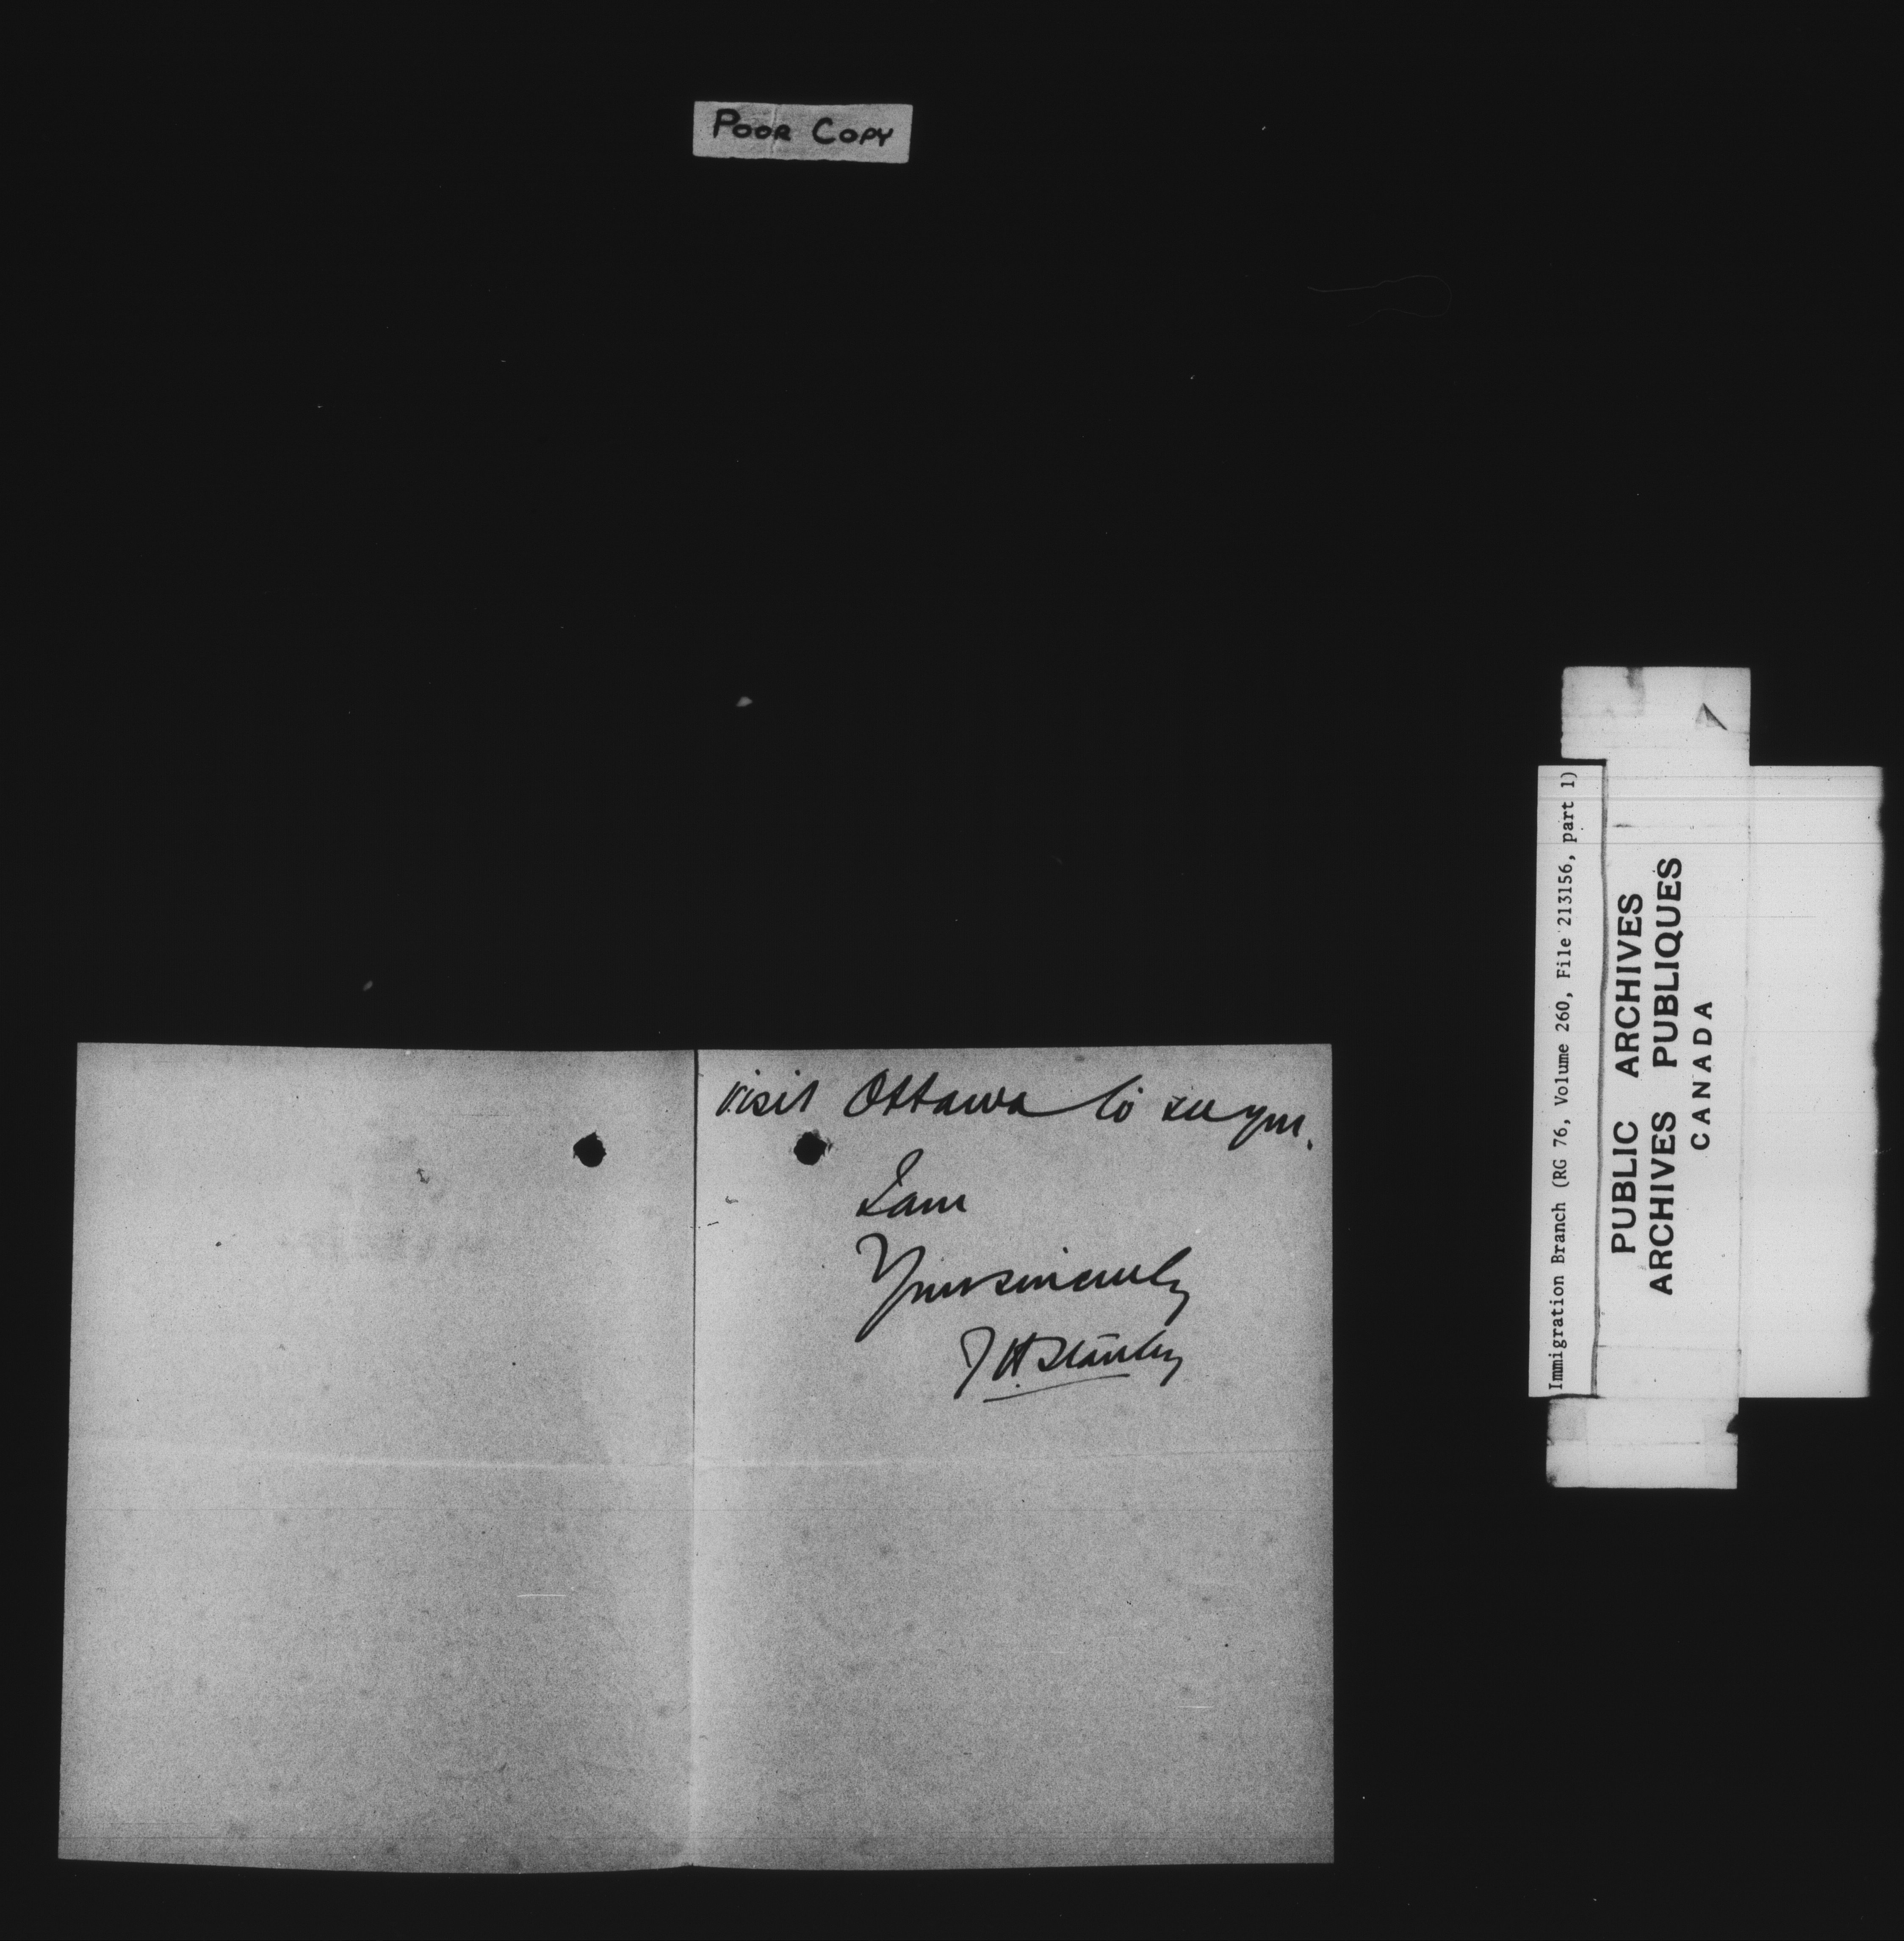 POOR COPY
visit Ottawa to see you.
I am
Yours sincerely
J H Stanley
Immigration Branch (RG 76, Volume 260, File 213156, part 1)
PUBLIC ARCHIVES
ARCHIVES PUBLIQUES
CANADA